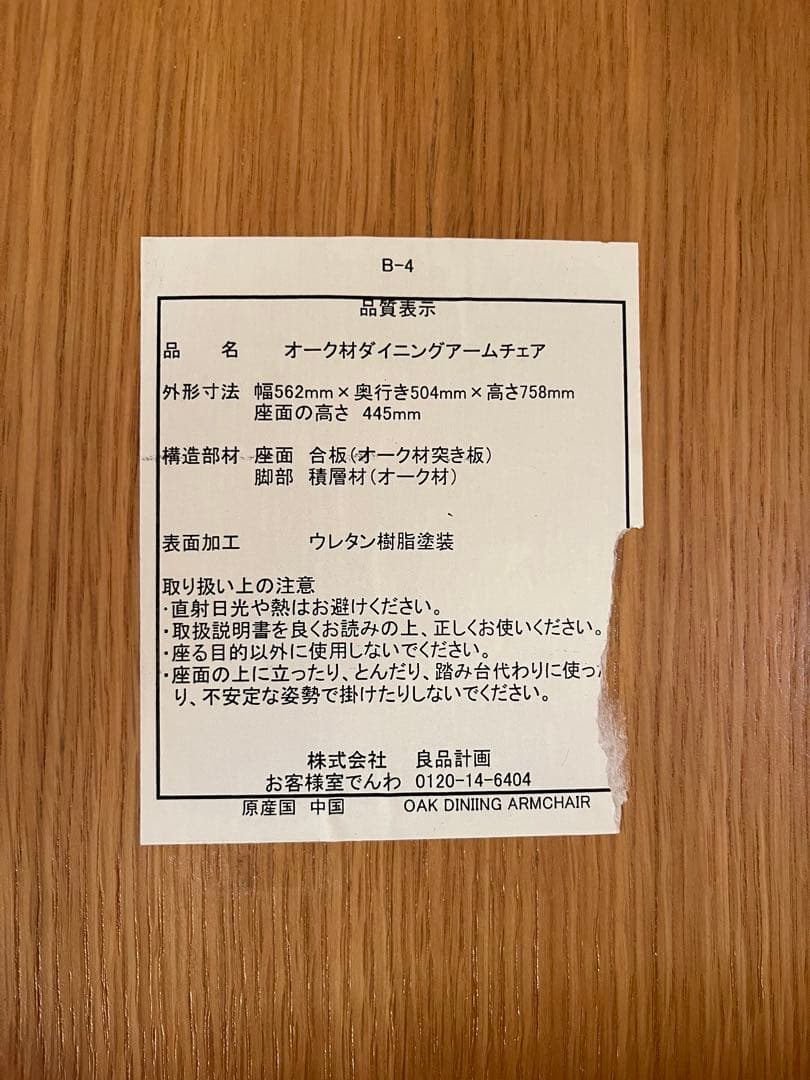 B-4
品質表示
品　名　オーク材ダイニングアームチェア
外形寸法　幅562mm×奥行き504mm×高さ758mm
座面の高さ 445mm
構造部材　座面　合板(オーク材突き板)
脚部　積層材(オーク材)
表面加工　ウレタン樹脂塗装
取り扱い上の注意
・直射日光や熱はお避けください。
・取扱説明書を良くお読みの上、正しくお使いください。
・座る目的以外に使用しないでください。
・座面の上に立ったり、とんだり、踏み台代わりに使っ
り、不安定な姿勢で掛けたりしないでください。
株式会社　良品計画
お客様室でんわ 0120-14-6404
原産国 中国　OAK DINIING ARMCHAIR